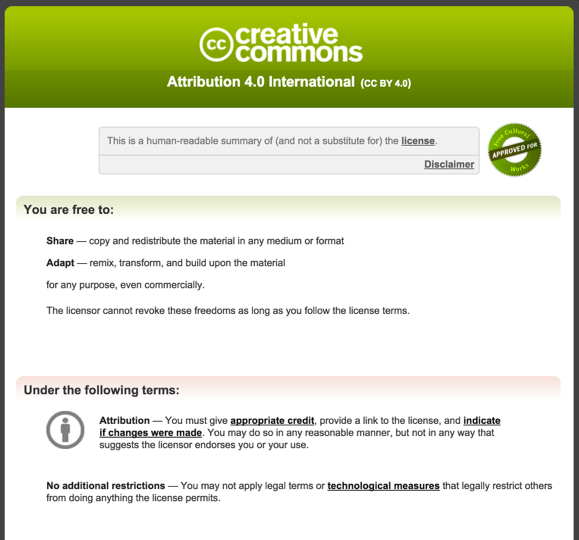 cc creative
commons
Attribution 4.0 International (CC BY 4.0)
This is a human-readable summary of (and not a substitute for) the license.
Disclaimer
Free Cultural
APPROVED FOR
Works
You are free to:
Share — copy and redistribute the material in any medium or format
Adapt — remix, transform, and build upon the material
for any purpose, even commercially.
The licensor cannot revoke these freedoms as long as you follow the license terms.
Under the following terms:
Attribution — You must give appropriate credit, provide a link to the license, and indicate
if changes were made. You may do so in any reasonable manner, but not in any way that
suggests the licensor endorses you or your use.
No additional restrictions — You may not apply legal terms or technological measures that legally restrict others
from doing anything the license permits.